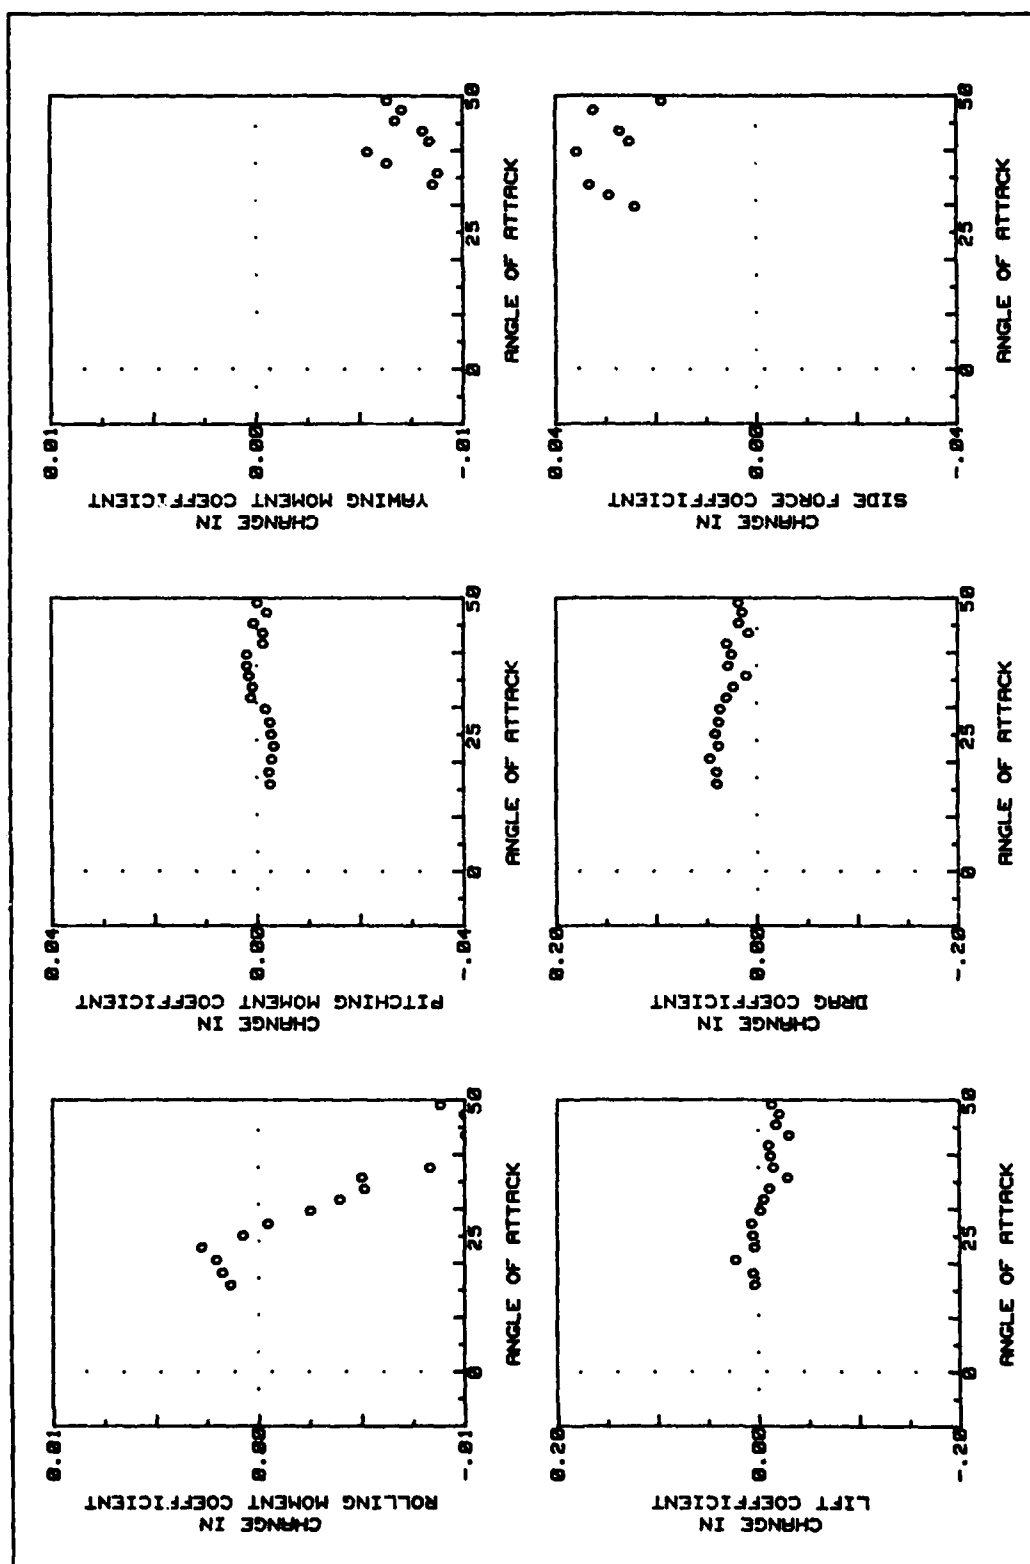 CHANGE IN
ROLLING MOMENT COEFFICIENT
0.01
0.00
-.01
0
25
50
ANGLE OF ATTACK
CHANGE IN
PITCHING MOMENT COEFFICIENT
0.04
0.00
-.04
0
25
50
ANGLE OF ATTACK
CHANGE IN
YAWING MOMENT COEFFICIENT
0.01
0.00
-.01
0
25
50
ANGLE OF ATTACK
CHANGE IN
LIFT COEFFICIENT
0.20
0.00
-.20
0
25
50
ANGLE OF ATTACK
CHANGE IN
DRAG COEFFICIENT
0.20
0.00
-.20
0
25
50
ANGLE OF ATTACK
CHANGE IN
SIDE FORCE COEFFICIENT
0.04
0.00
-.04
0
25
50
ANGLE OF ATTACK